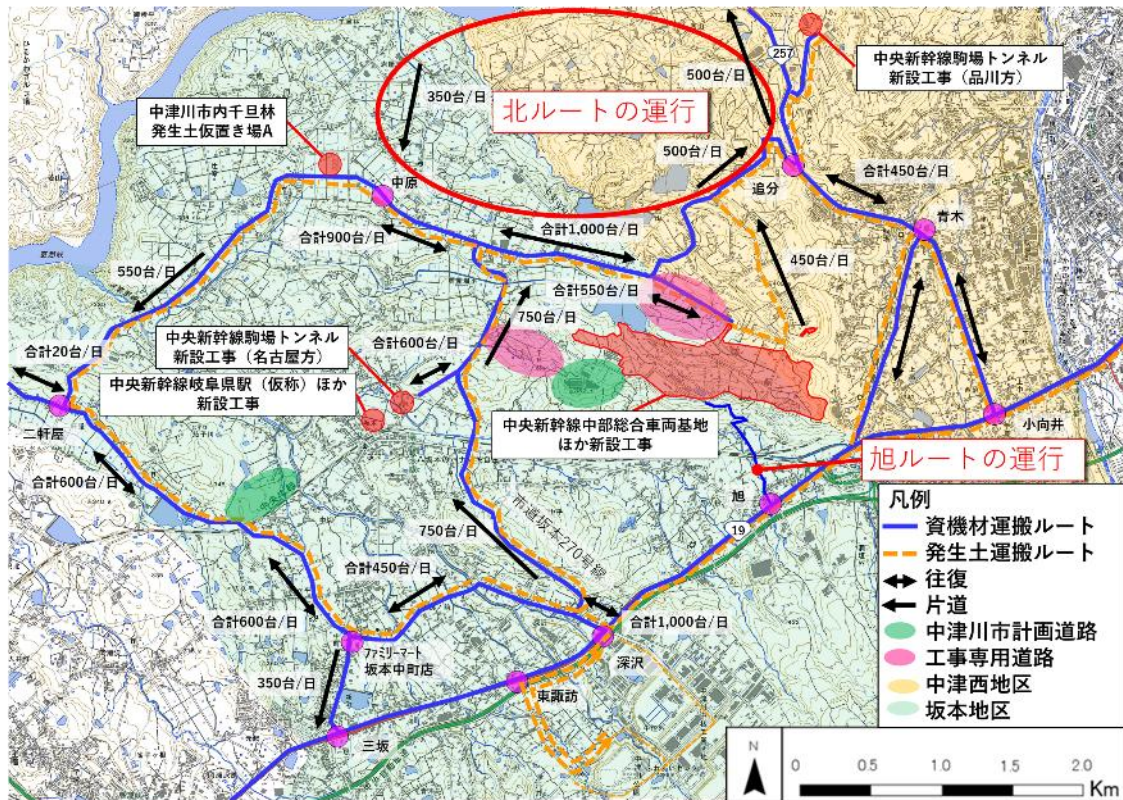 257
500台/日
中央新幹線駒場トンネル
新設工事（品川方）
350台/日
北ルートの運行
中津川市内千旦林
発生土仮置き場A
500台/日
追分
合計450台/日
青木
中原
合計900台/日
合計1,000台/日
450台/日
550台/日
合計550台/日
750台/日
中央新幹線駒場トンネル
新設工事（名古屋方）
合計600台/日
合計20台/日
中央新幹線岐阜県駅（仮称）ほか
新設工事
二軒屋
中央新幹線中部総合車両基地
ほか新設工事
小向井
旭ルートの運行
合計600台/日
旭
19
市道坂本270号線
750台/日
合計450台/日
合計600台/日
合計1,000台/日
ファミリーマート
坂本中町店
深沢
350台/日
東諏訪
三坂
凡例
資機材運搬ルート
発生土運搬ルート
往復
片道
中津川市計画道路
工事専用道路
中津西地区
坂本地区
N
0 0.5 1.0 1.5 2.0
Km